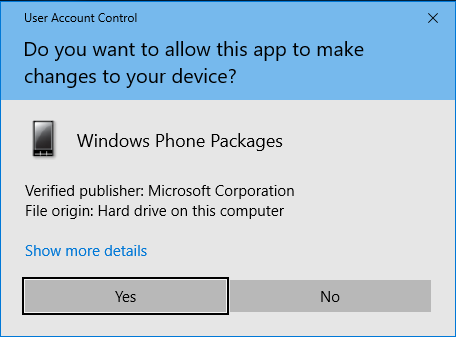 User Account Control
Do you want to allow this app to make
changes to your device?
Windows Phone Packages
Verified publisher: Microsoft Corporation
File origin: Hard drive on this computer
Show more details
Yes
No